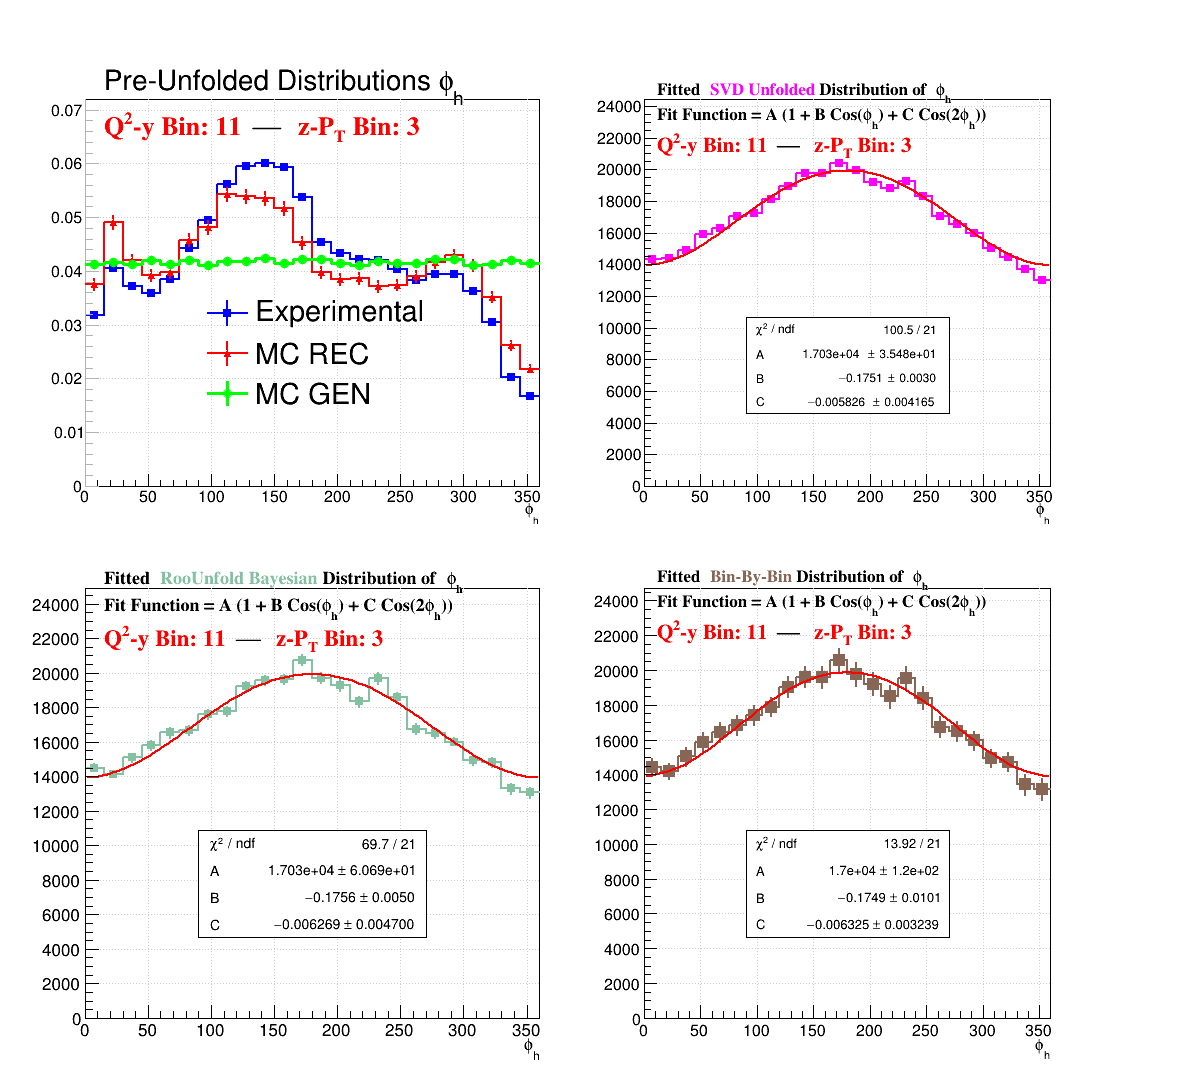 Pre-Unfolded Distributions ϕh
Q2-y Bin: 11 — z-PT Bin: 3
0.07
0.06
0.05
0.04
0.03
0.02
0.01
0
Experimental
MC REC
MC GEN
0 50 100 150 200 250 300 350
ϕh
Fitted SVD Unfolded Distribution of ϕh
Fit Function = A (1 + B Cos(ϕh) + C Cos(2ϕh))
Q2-y Bin: 11 — z-PT Bin: 3
24000
22000
20000
18000
16000
14000
12000
10000
8000
6000
4000
2000
0
χ2 / ndf 100.5 / 21
A 1.703e+04 ± 3.548e+01
B −0.1751 ± 0.0030
C −0.005826 ± 0.004165
0 50 100 150 200 250 300 350
ϕh
Fitted RooUnfold Bayesian Distribution of ϕh
Fit Function = A (1 + B Cos(ϕh) + C Cos(2ϕh))
Q2-y Bin: 11 — z-PT Bin: 3
24000
22000
20000
18000
16000
14000
12000
10000
8000
6000
4000
2000
0
χ2 / ndf 69.7 / 21
A 1.703e+04 ± 6.069e+01
B −0.1756 ± 0.0050
C −0.006269 ± 0.004700
0 50 100 150 200 250 300 350
ϕh
Fitted Bin-By-Bin Distribution of ϕh
Fit Function = A (1 + B Cos(ϕh) + C Cos(2ϕh))
Q2-y Bin: 11 — z-PT Bin: 3
24000
22000
20000
18000
16000
14000
12000
10000
8000
6000
4000
2000
0
χ2 / ndf 13.92 / 21
A 1.7e+04 ± 1.2e+02
B −0.1749 ± 0.0101
C −0.006325 ± 0.003239
0 50 100 150 200 250 300 350
ϕh